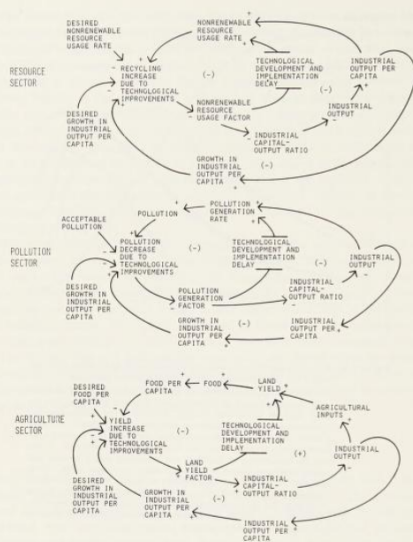 RESOURCE
SECTOR
DESIRED
NONRENEWABLE
RESOURCE
USAGE RATE
RECYCLING
INCREASE
DUE TO
TECHNOLOGICAL
IMPROVEMENTS
DESIRED
GROWTH IN
INDUSTRIAL
OUTPUT PER
CAPITA
NONRENEWABLE
RESOURCE
USAGE RATE
(-)
TECHNOLOGICAL
DEVELOPMENT AND
IMPLEMENTATION
DELAY
(-)
INDUSTRIAL
OUTPUT PER
CAPITA
INDUSTRIAL
OUTPUT
NONRENEWABLE
RESOURCE
USAGE FACTOR
INDUSTRIAL
CAPITAL-
OUTPUT RATIO
GROWTH IN
INDUSTRIAL
OUTPUT PER
CAPITA
(-)
POLLUTION
SECTOR
ACCEPTABLE
POLLUTION
POLLUTION
POLLUTION
GENERATION
RATE
POLLUTION
DECREASE
DUE TO
TECHNOLOGICAL
IMPROVEMENTS
(-)
TECHNOLOGICAL
DEVELOPMENT AND
IMPLEMENTATION
DELAY
(-)
INDUSTRIAL
OUTPUT
DESIRED
GROWTH IN
INDUSTRIAL
OUTPUT PER
CAPITA
POLLUTION
GENERATION
FACTOR
INDUSTRIAL
CAPITAL-
OUTPUT RATIO
GROWTH IN
INDUSTRIAL
OUTPUT PER
CAPITA
(-)
INDUSTRIAL
OUTPUT PER
CAPITA
AGRICULTURE
SECTOR
DESIRED
FOOD PER
CAPITA
FOOD PER
CAPITA
FOOD
LAND
YIELD
AGRICULTURAL
INPUTS
YIELD
INCREASE
DUE TO
TECHNOLOGICAL
IMPROVEMENTS
(-)
TECHNOLOGICAL
DEVELOPMENT AND
IMPLEMENTATION
DELAY
(+)
INDUSTRIAL
OUTPUT
DESIRED
GROWTH IN
INDUSTRIAL
OUTPUT PER
CAPITA
LAND
YIELD
FACTOR
INDUSTRIAL
CAPITAL-
OUTPUT RATIO
GROWTH IN
INDUSTRIAL
OUTPUT PER
CAPITA
(-)
INDUSTRIAL
OUTPUT PER
CAPITA